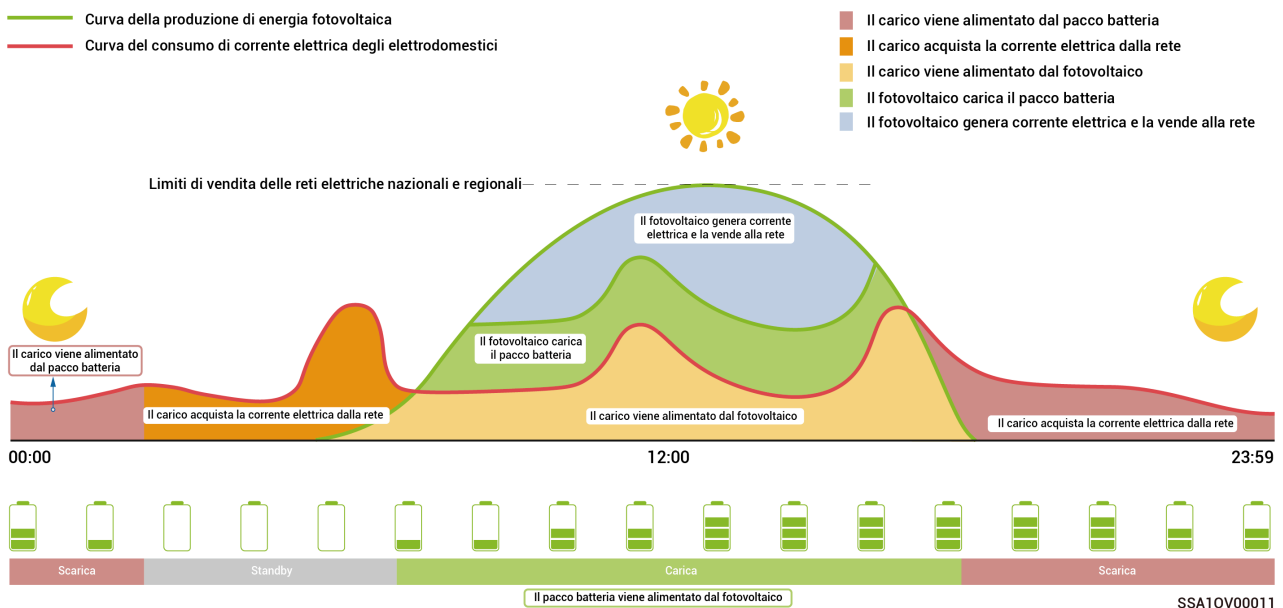 Curva della produzione di energia fotovoltaica
Curva del consumo di corrente elettrica degli elettrodomestici
Il carico viene alimentato dal pacco batteria
Il carico acquista la corrente elettrica dalla rete
Il carico viene alimentato dal fotovoltaico
Il fotovoltaico carica il pacco batteria
Il fotovoltaico genera corrente elettrica e la vende alla rete
Limiti di vendita delle reti elettriche nazionali e regionali
Il fotovoltaico genera corrente
elettrica e la vende alla rete
Il fotovoltaico carica
il pacco batteria
Il carico viene alimentato
dal pacco batteria
Il carico acquista la corrente elettrica dalla rete
Il carico viene alimentato dal fotovoltaico
Il carico acquista la corrente elettrica dalla rete
00:00
12:00
23:59
Scarica
Standby
Carica
Scarica
Il pacco batteria viene alimentato dal fotovoltaico
SSA1OV00011